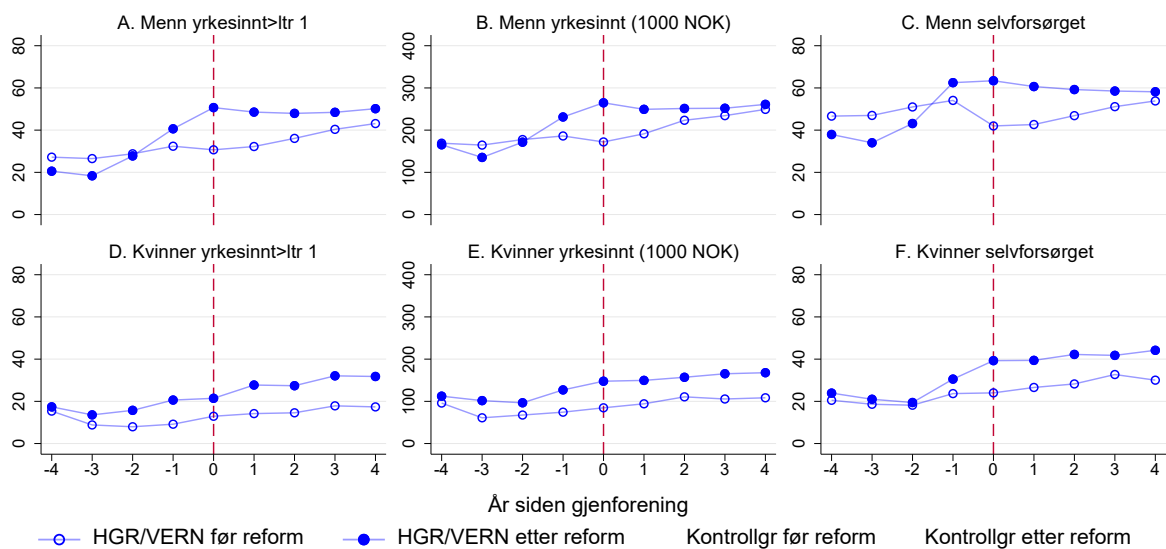 A. Menn yrkesinnt>ltr 1
80
60
40
20
0
B. Menn yrkesinnt (1000 NOK)
400
300
200
100
0
C. Menn selvforsørget
80
60
40
20
0
D. Kvinner yrkesinnt>ltr 1
80
60
40
20
0
-4 -3 -2 -1 0 1 2 3 4
E. Kvinner yrkesinnt (1000 NOK)
400
300
200
100
0
-4 -3 -2 -1 0 1 2 3 4
F. Kvinner selvforsørget
80
60
40
20
0
-4 -3 -2 -1 0 1 2 3 4
År siden gjenforening
HGR/VERN før reform HGR/VERN etter reform Kontrollgr før reform Kontrollgr etter reform